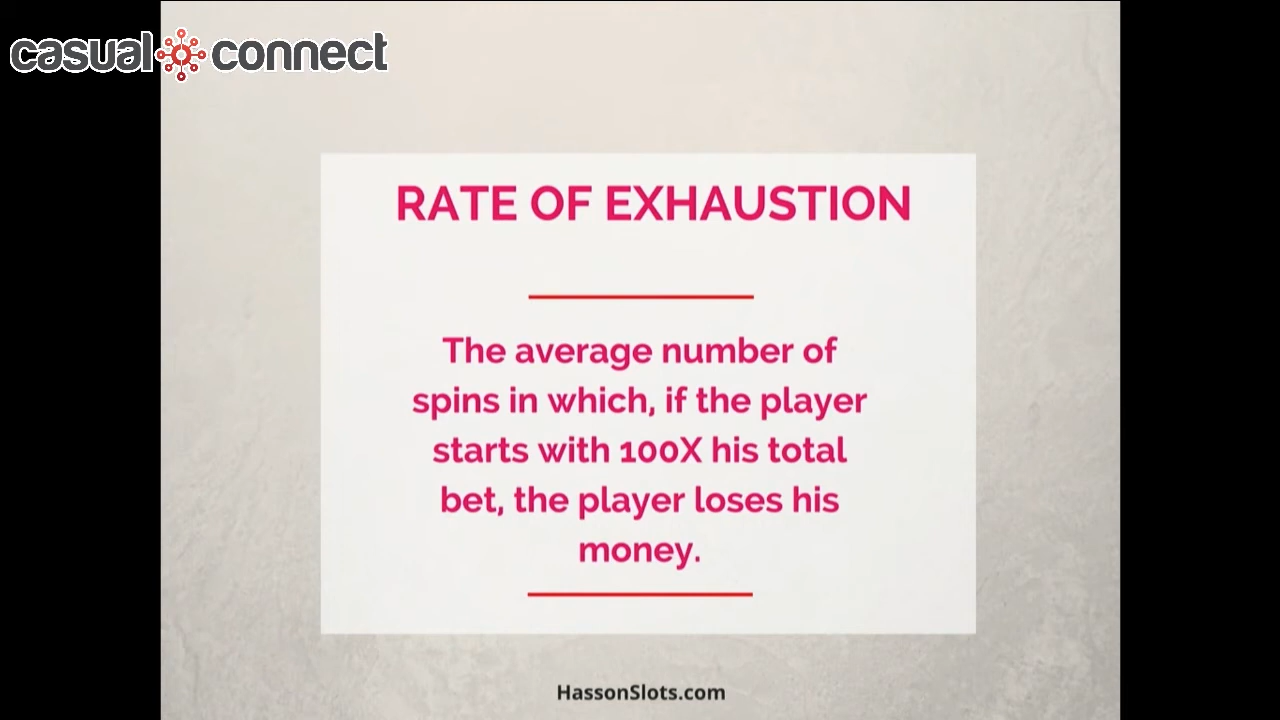 casual connect
RATE OF EXHAUSTION
The average number of
spins in which, if the player
starts with 100X his total
bet, the player loses his
money.
HassonSlots.com